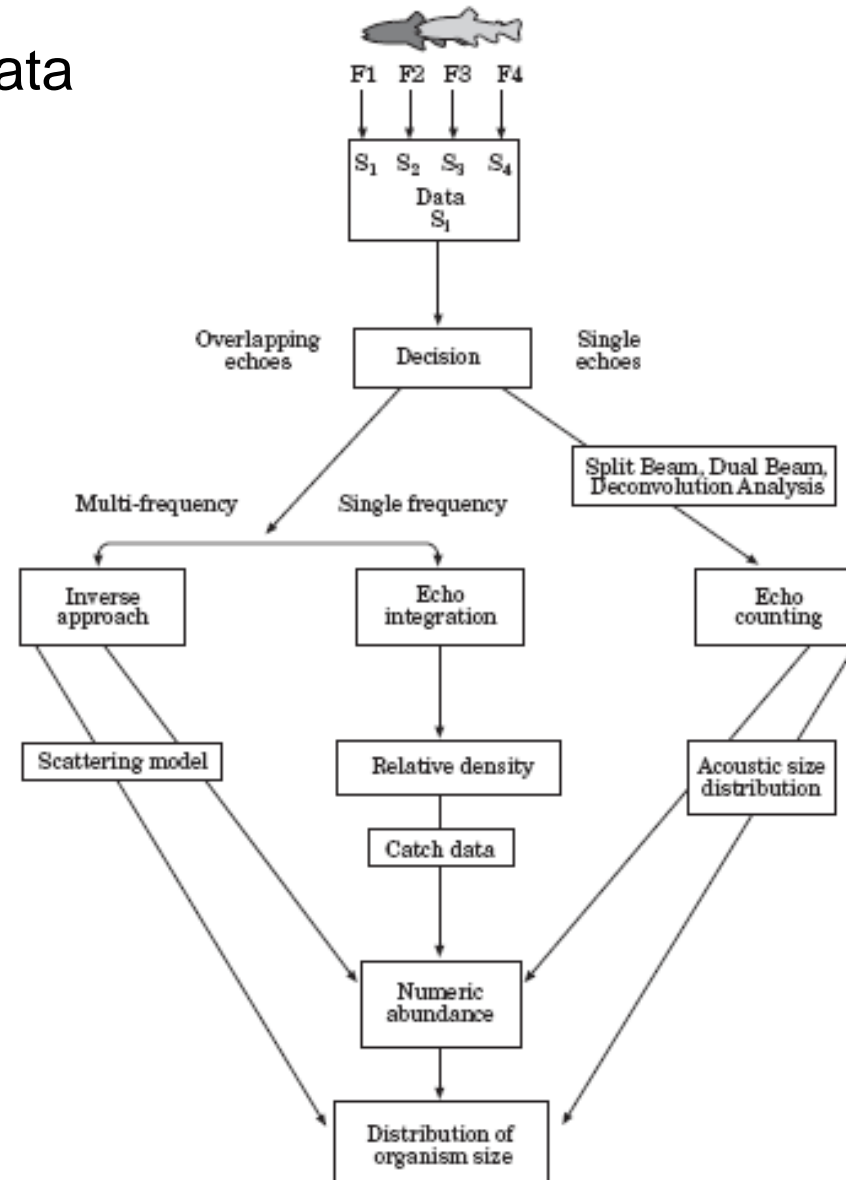 ata
F1 F2 F3 F4
S₁ S₂ S₃ S₄
Data
Sᵢ
Overlapping
echoes
Decision
Single
echoes
Split Beam, Dual Beam,
Deconvolution Analysis
Multi-frequency
Single frequency
Inverse
approach
Echo
integration
Echo
counting
Scattering model
Relative density
Acoustic size
distribution
Catch data
Numeric
abundance
Distribution of
organism size